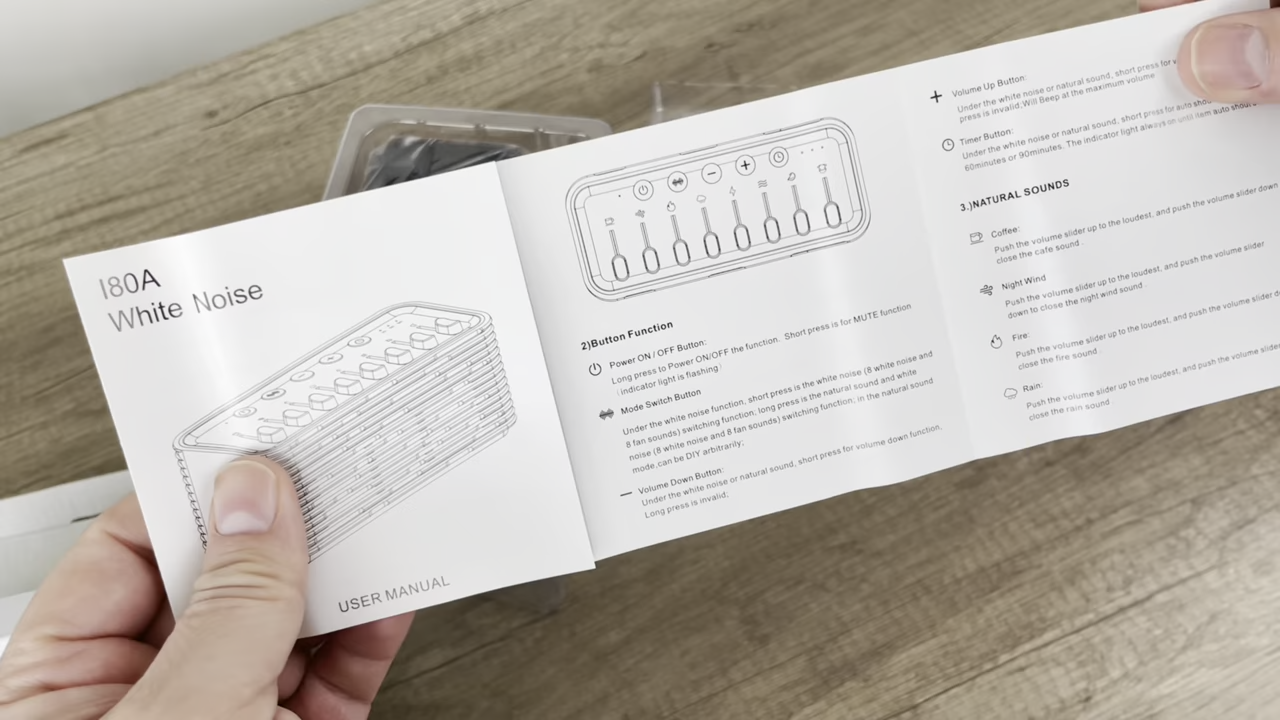 I80A
White Noise
USER MANUAL
2)Button Function
Power ON / OFF Button:
Long press to Power ON/OFF the function. Short press is for MUTE function
(indicator light is flashing)
Mode Switch Button
Under the white noise function, short press is the white noise (8 white noise and
8 fan sounds) switching function, long press is the natural sound and white
noise (8 white noise and 8 fan sounds) switching function; in the natural sound
mode,can be DIY arbitrarily;
Volume Down Button:
Under the white noise or natural sound, short press for volume down function,
Long press is invalid;
Volume Up Button:
Under the white noise or natural sound, short press for
press is invalid;Will Beep at the maximum volume
Timer Button:
Under the white noise or natural sound, short press for auto
60minutes or 90minutes. The indicator light always on until item auto
3.)NATURAL SOUNDS
Coffee:
Push the volume slider up to the loudest, and push the volume slider down
close the cafe sound .
Night Wind
Push the volume slider up to the loudest, and push the volume slider
down to close the night wind sound .
Fire:
Push the volume slider up to the loudest, and push the volume slider
close the fire sound
Rain:
Push the volume slider up to the loudest, and push the volume slider
close the rain sound